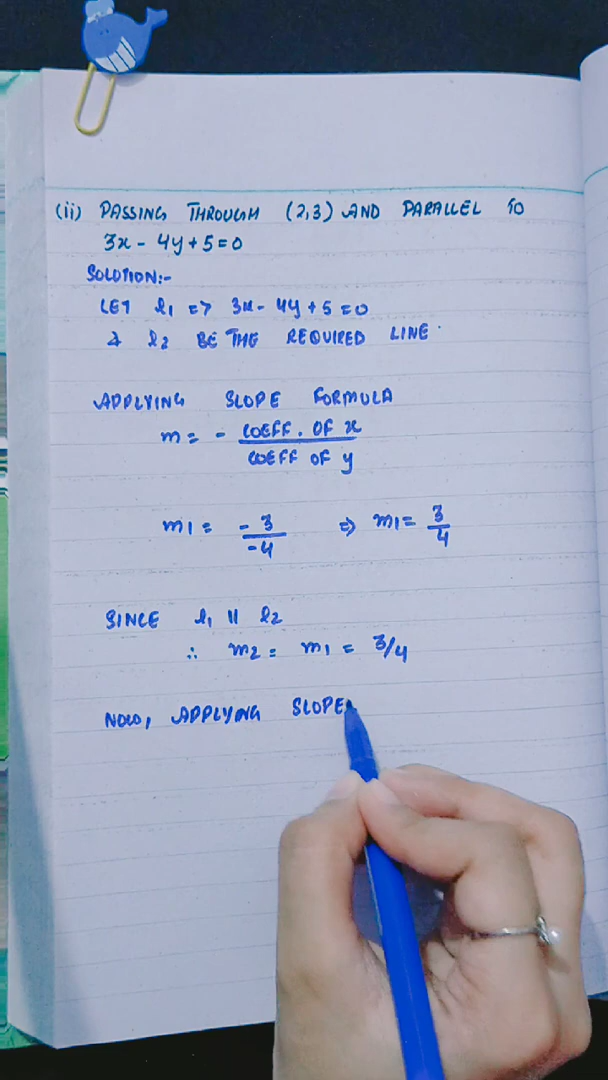 (ii) PASSING THROUGH (2,3) AND PARALLEL TO
3x - 4y + 5 = 0
SOLUTION:-
LET l₁ => 3x - 4y + 5 = 0
& l₂ BE THE REQUIRED LINE.
APPLYING SLOPE FORMULA
m = - COEFF. OF x / COEFF OF y
m₁ = -3/-4 => m₁ = 3/4
SINCE l₁ || l₂
∴ m₂ = m₁ = 3/4
NOW, APPLYING SLOPE